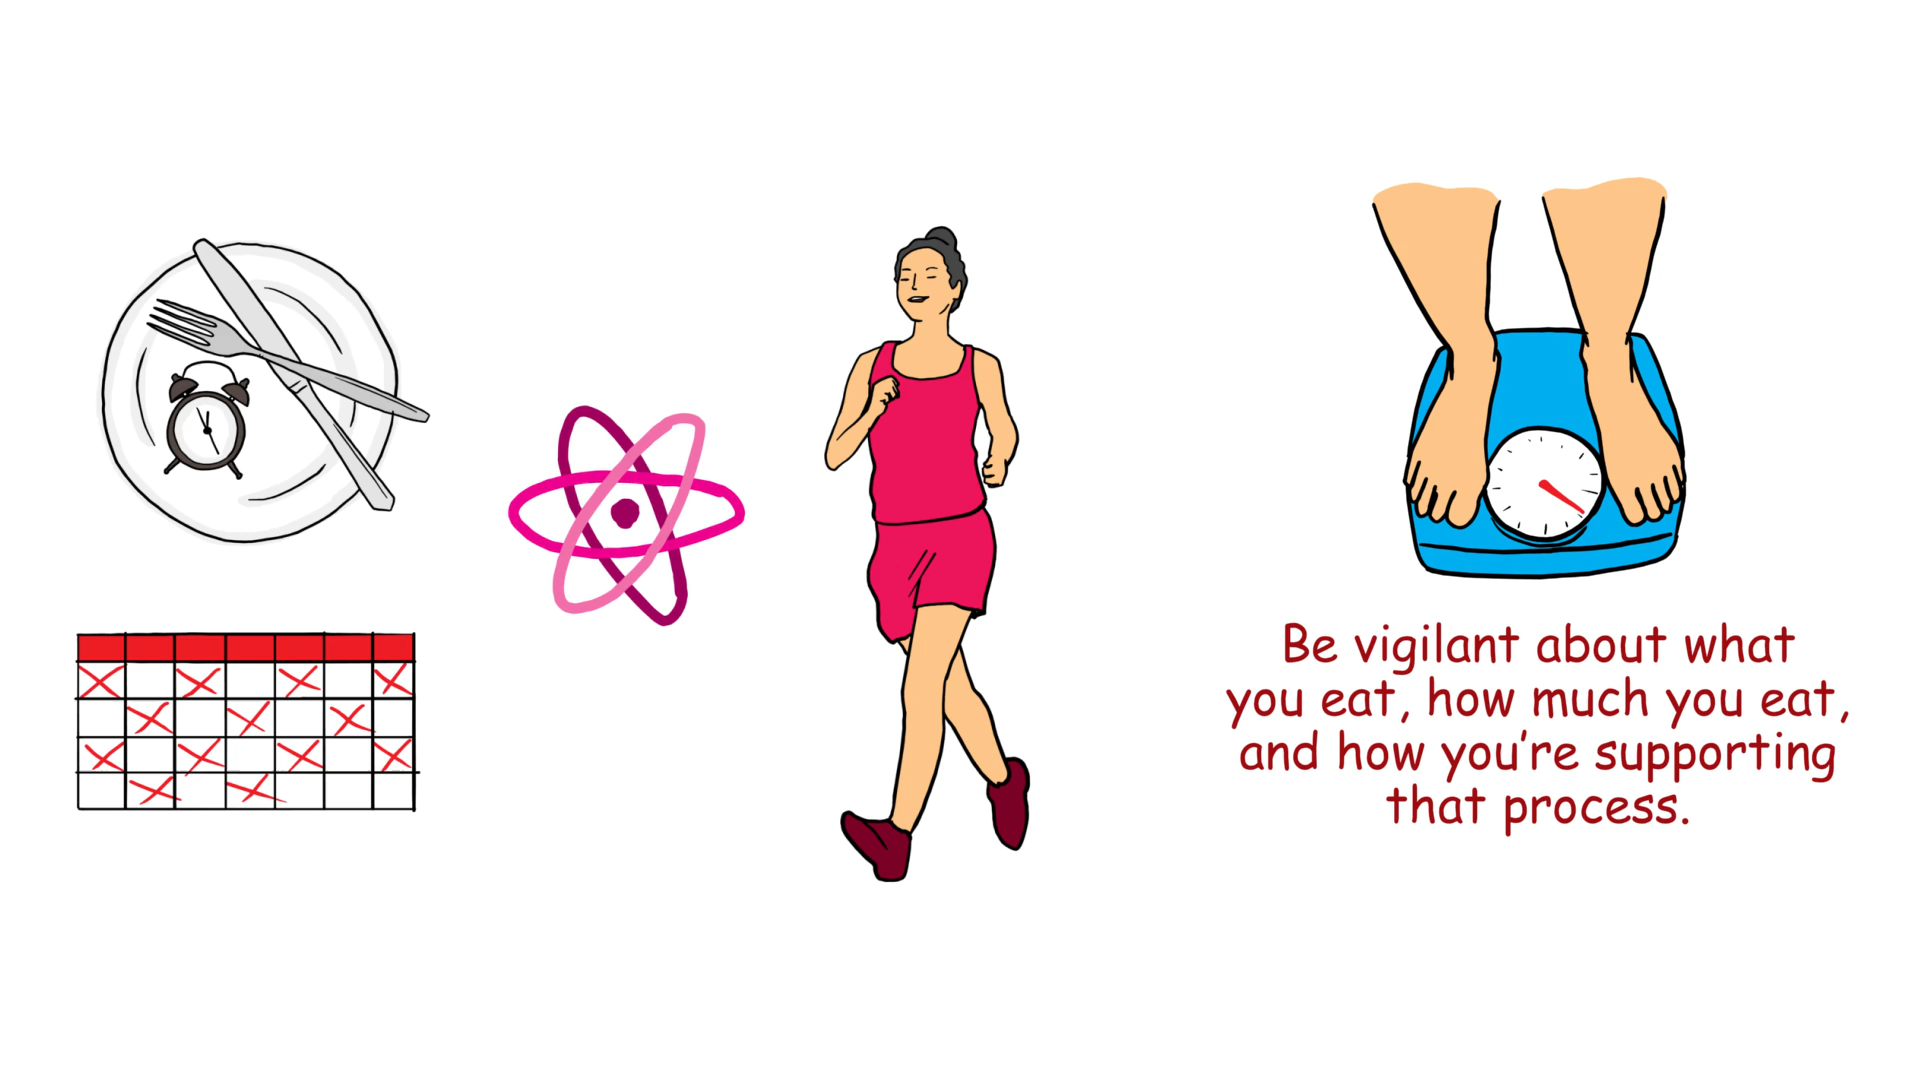 Be vigilant about what
you eat, how much you eat,
and how you’re supporting
that process.